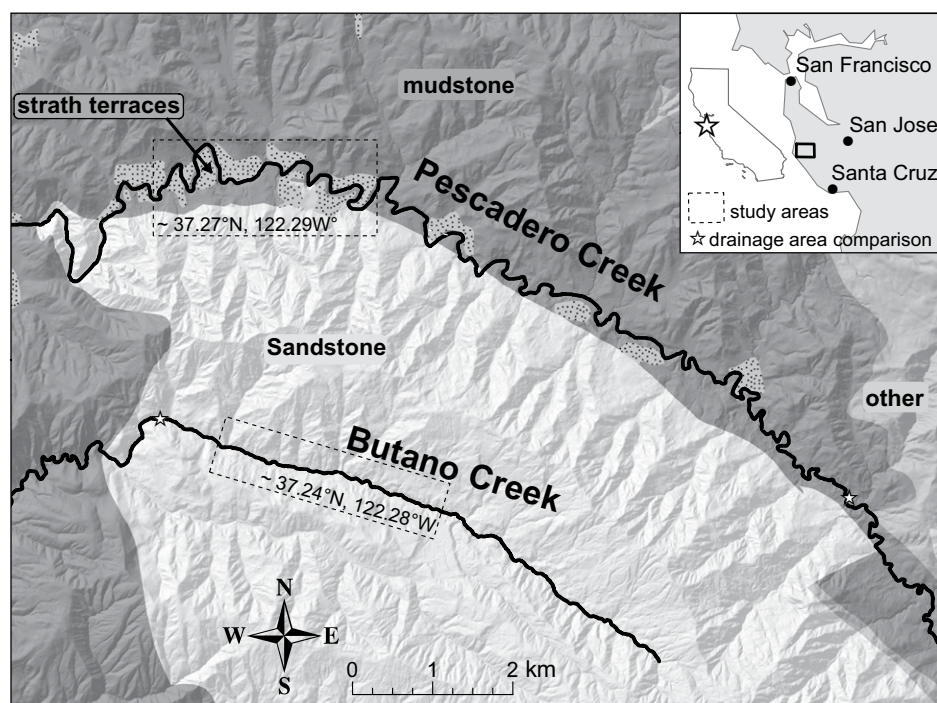 mudstone
strath terraces
Pescadero Creek
~ 37.27°N, 122.29W°
Sandstone
other
Butano Creek
~ 37.24°N, 122.28°W
N
W E
S
0 1 2 km
San Francisco
San Jose
Santa Cruz
study areas
drainage area comparison